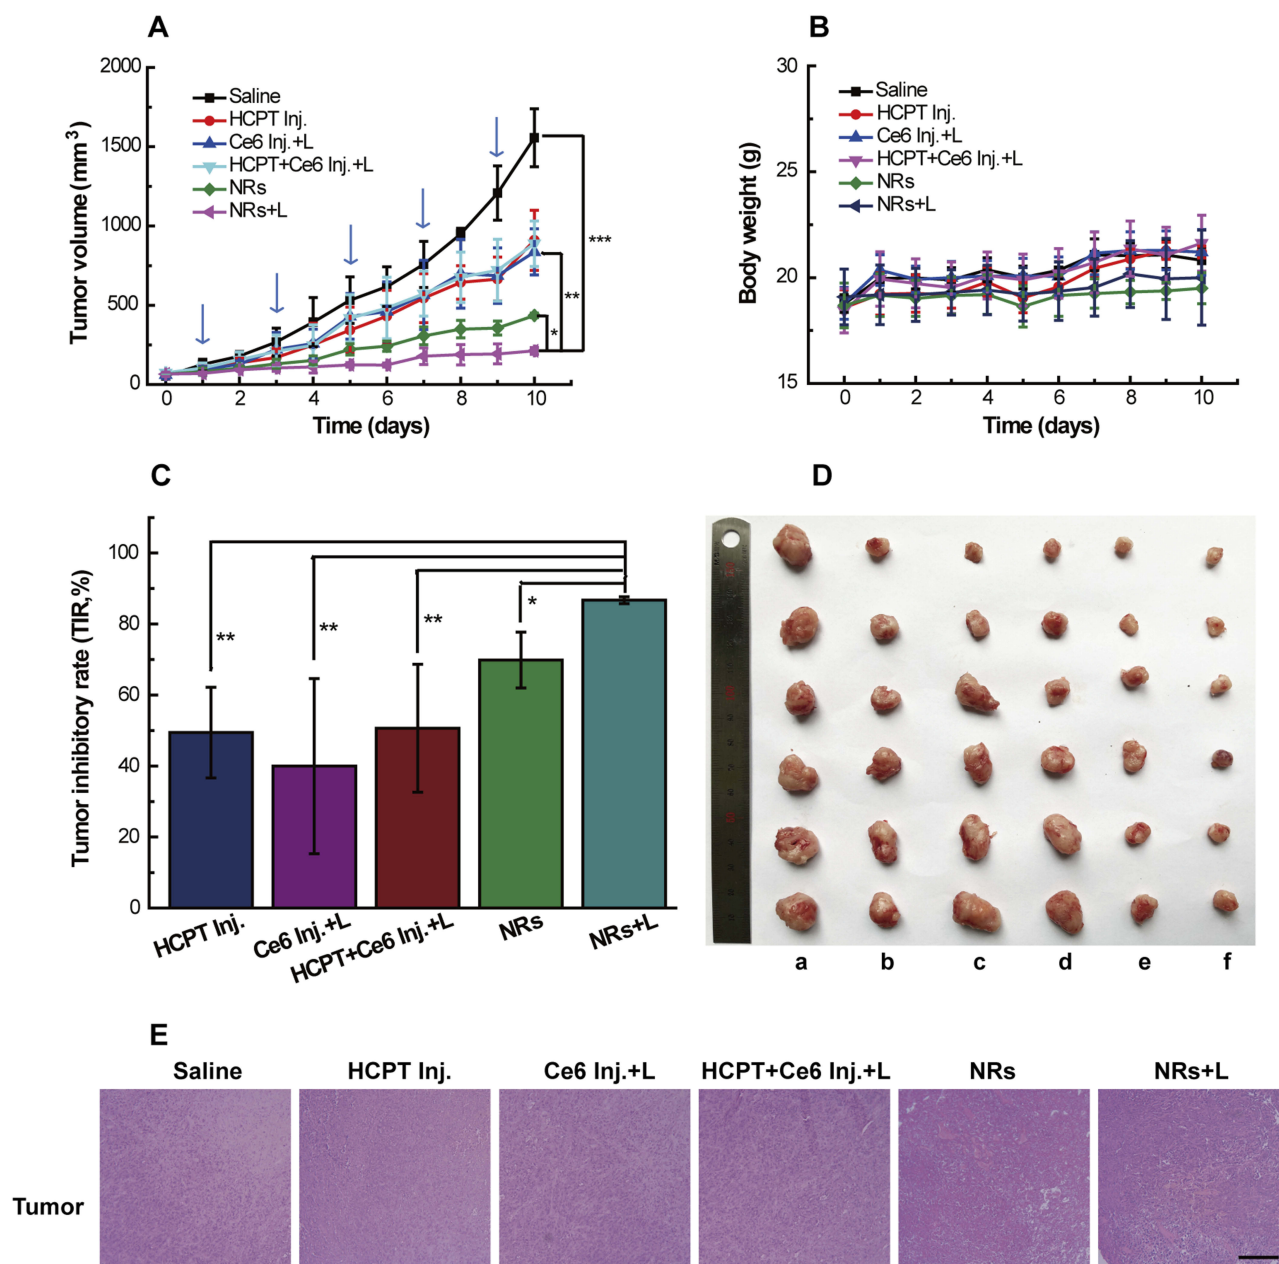 A
Tumor volume (mm³)
2000
1500
1000
500
0
0 2 4 6 8 10
Time (days)
Saline
HCPT Inj.
Ce6 Inj.+L
HCPT+Ce6 Inj.+L
NRs
NRs+L
***
**
*
B
Body weight (g)
30
25
20
15
0 2 4 6 8 10
Time (days)
Saline
HCPT Inj.
Ce6 Inj.+L
HCPT+Ce6 Inj.+L
NRs
NRs+L
C
Tumor inhibitory rate (TIR,%)
100
80
60
40
20
0
**
**
**
*
HCPT Inj.
Ce6 Inj.+L
HCPT+Ce6 Inj.+L
NRs
NRs+L
D
a b c d e f
E
Saline HCPT Inj. Ce6 Inj.+L HCPT+Ce6 Inj.+L NRs NRs+L
Tumor